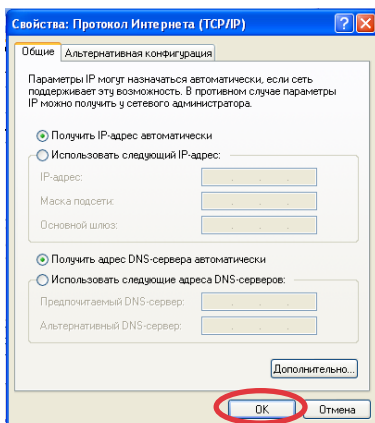 Свойства: Протокол Интернета (TCP/IP)
Общие Альтернативная конфигурация
Параметры IP могут назначаться автоматически, если сеть
поддерживает эту возможность. В противном случае параметры
IP можно получить у сетевого администратора.
Получить IP-адрес автоматически
Использовать следующий IP-адрес:
IP-адрес:
Маска подсети:
Основной шлюз:
Получить адрес DNS-сервера автоматически
Использовать следующие адреса DNS-серверов:
Предпочитаемый DNS-сервер:
Альтернативный DNS-сервер:
Дополнительно...
OK Отмена